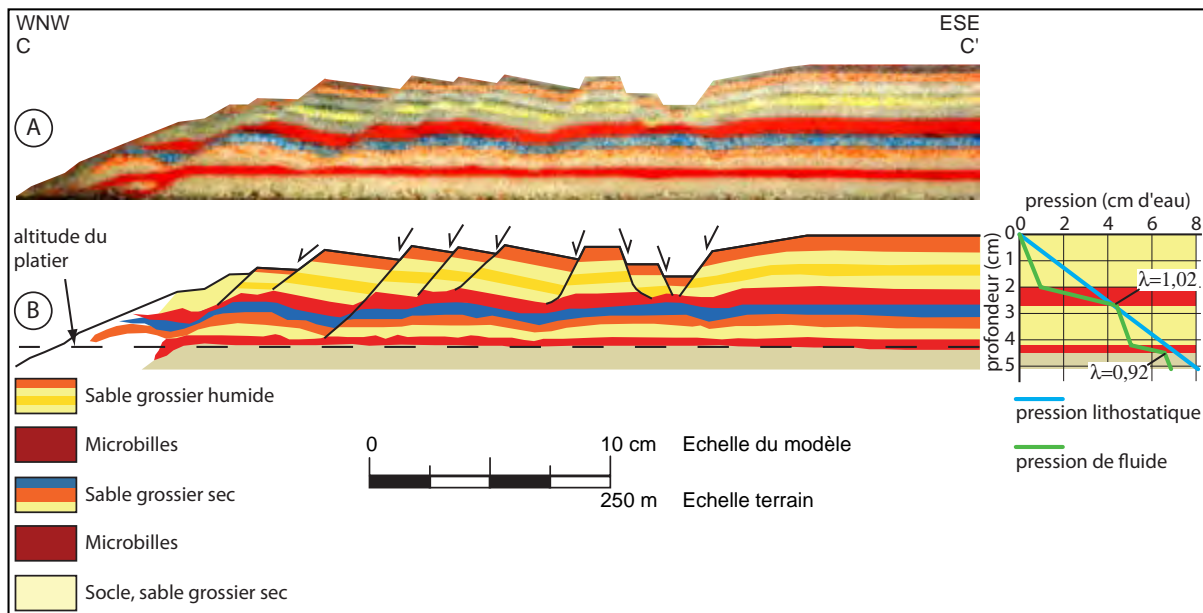 WNW
C
ESE
C'
A
altitude du
platier
B
pression (cm d'eau)
0 2 4 6 8
profondeur (cm)
0
1
2
3
4
5
λ=1,02
λ=0,92
pression lithostatique
pression de fluide
Sable grossier humide
Microbilles
Sable grossier sec
Microbilles
Socle, sable grossier sec
0 10 cm Echelle du modèle
250 m Echelle terrain